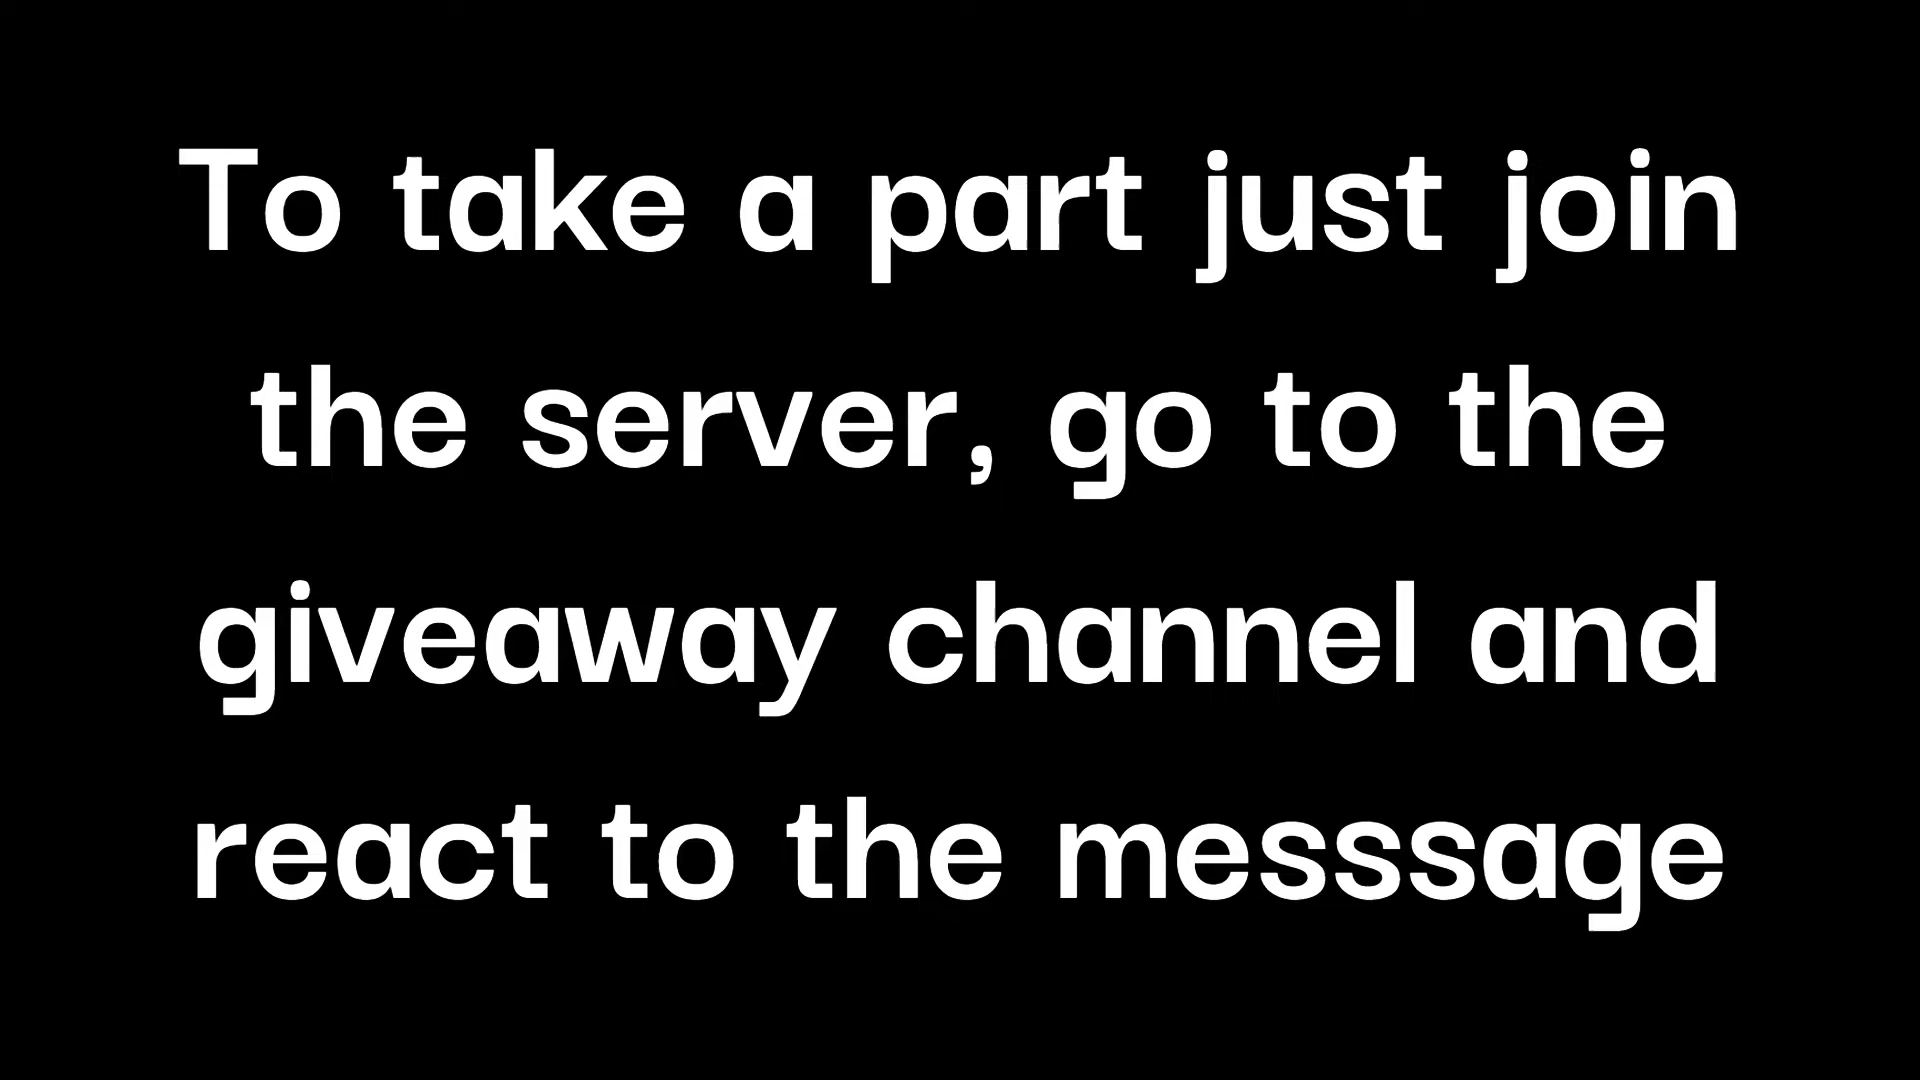 To take a part just join
the server, go to the
giveaway channel and
react to the messsage